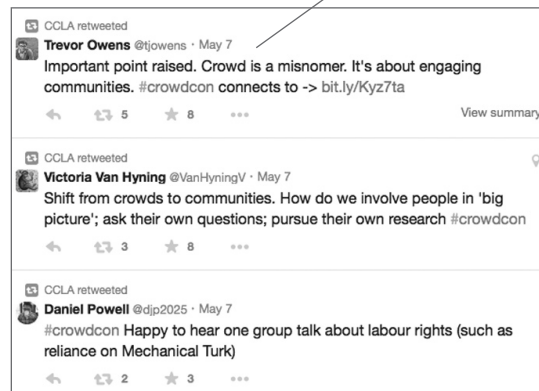 CCLA retweeted
Trevor Owens @tjowens · May 7
Important point raised. Crowd is a misnomer. It's about engaging
communities. #crowdcon connects to -> bit.ly/Kyz7ta
5 8
View summary
CCLA retweeted
Victoria Van Hyning @VanHyningV · May 7
Shift from crowds to communities. How do we involve people in 'big
picture'; ask their own questions; pursue their own research #crowdcon
3 8
CCLA retweeted
Daniel Powell @djp2025 · May 7
#crowdcon Happy to hear one group talk about labour rights (such as
reliance on Mechanical Turk)
2 3